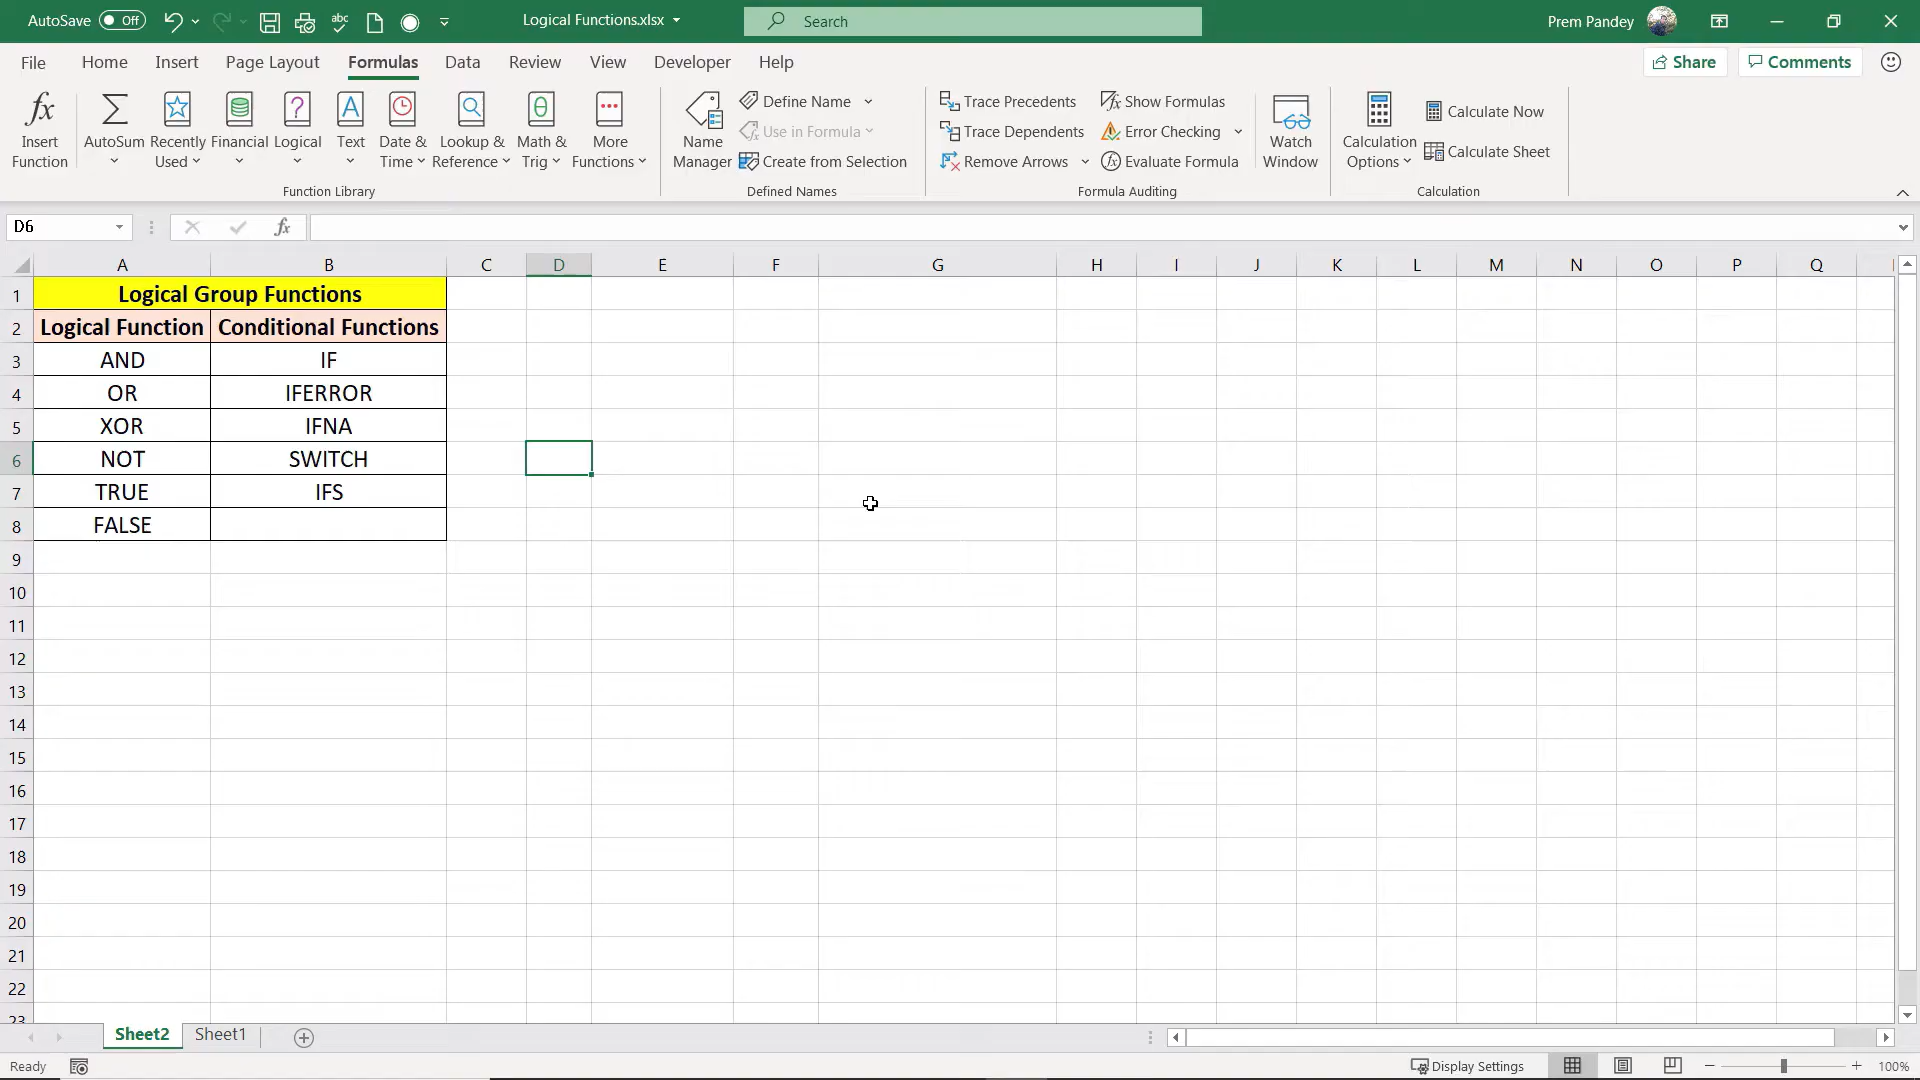 AutoSave Off abc Logical Functions.xlsx Search Prem Pandey
File Home Insert Page Layout Formulas Data Review View Developer Help Share Comments
fx Insert Function
Σ AutoSum
Recently Used
Financial
Logical
? 
A Text
Date & Time
Lookup & Reference
θ Math & Trig
More Functions
Function Library
Name Manager
Define Name
Use in Formula
Create from Selection
Defined Names
Trace Precedents
Trace Dependents
Remove Arrows
fx Show Formulas
Error Checking
fx Evaluate Formula
Formula Auditing
Watch Window
Calculation Options
Calculate Now
Calculate Sheet
Calculation
D6 fx
A B C D E F G H I J K L M N O P Q
1 Logical Group Functions
2 Logical Function Conditional Functions
3 AND IF
4 OR IFERROR
5 XOR IFNA
6 NOT SWITCH
7 TRUE IFS
8 FALSE
9
10
11
12
13
14
15
16
17
18
19
20
21
22
23
Sheet2 Sheet1
Ready Display Settings 100%